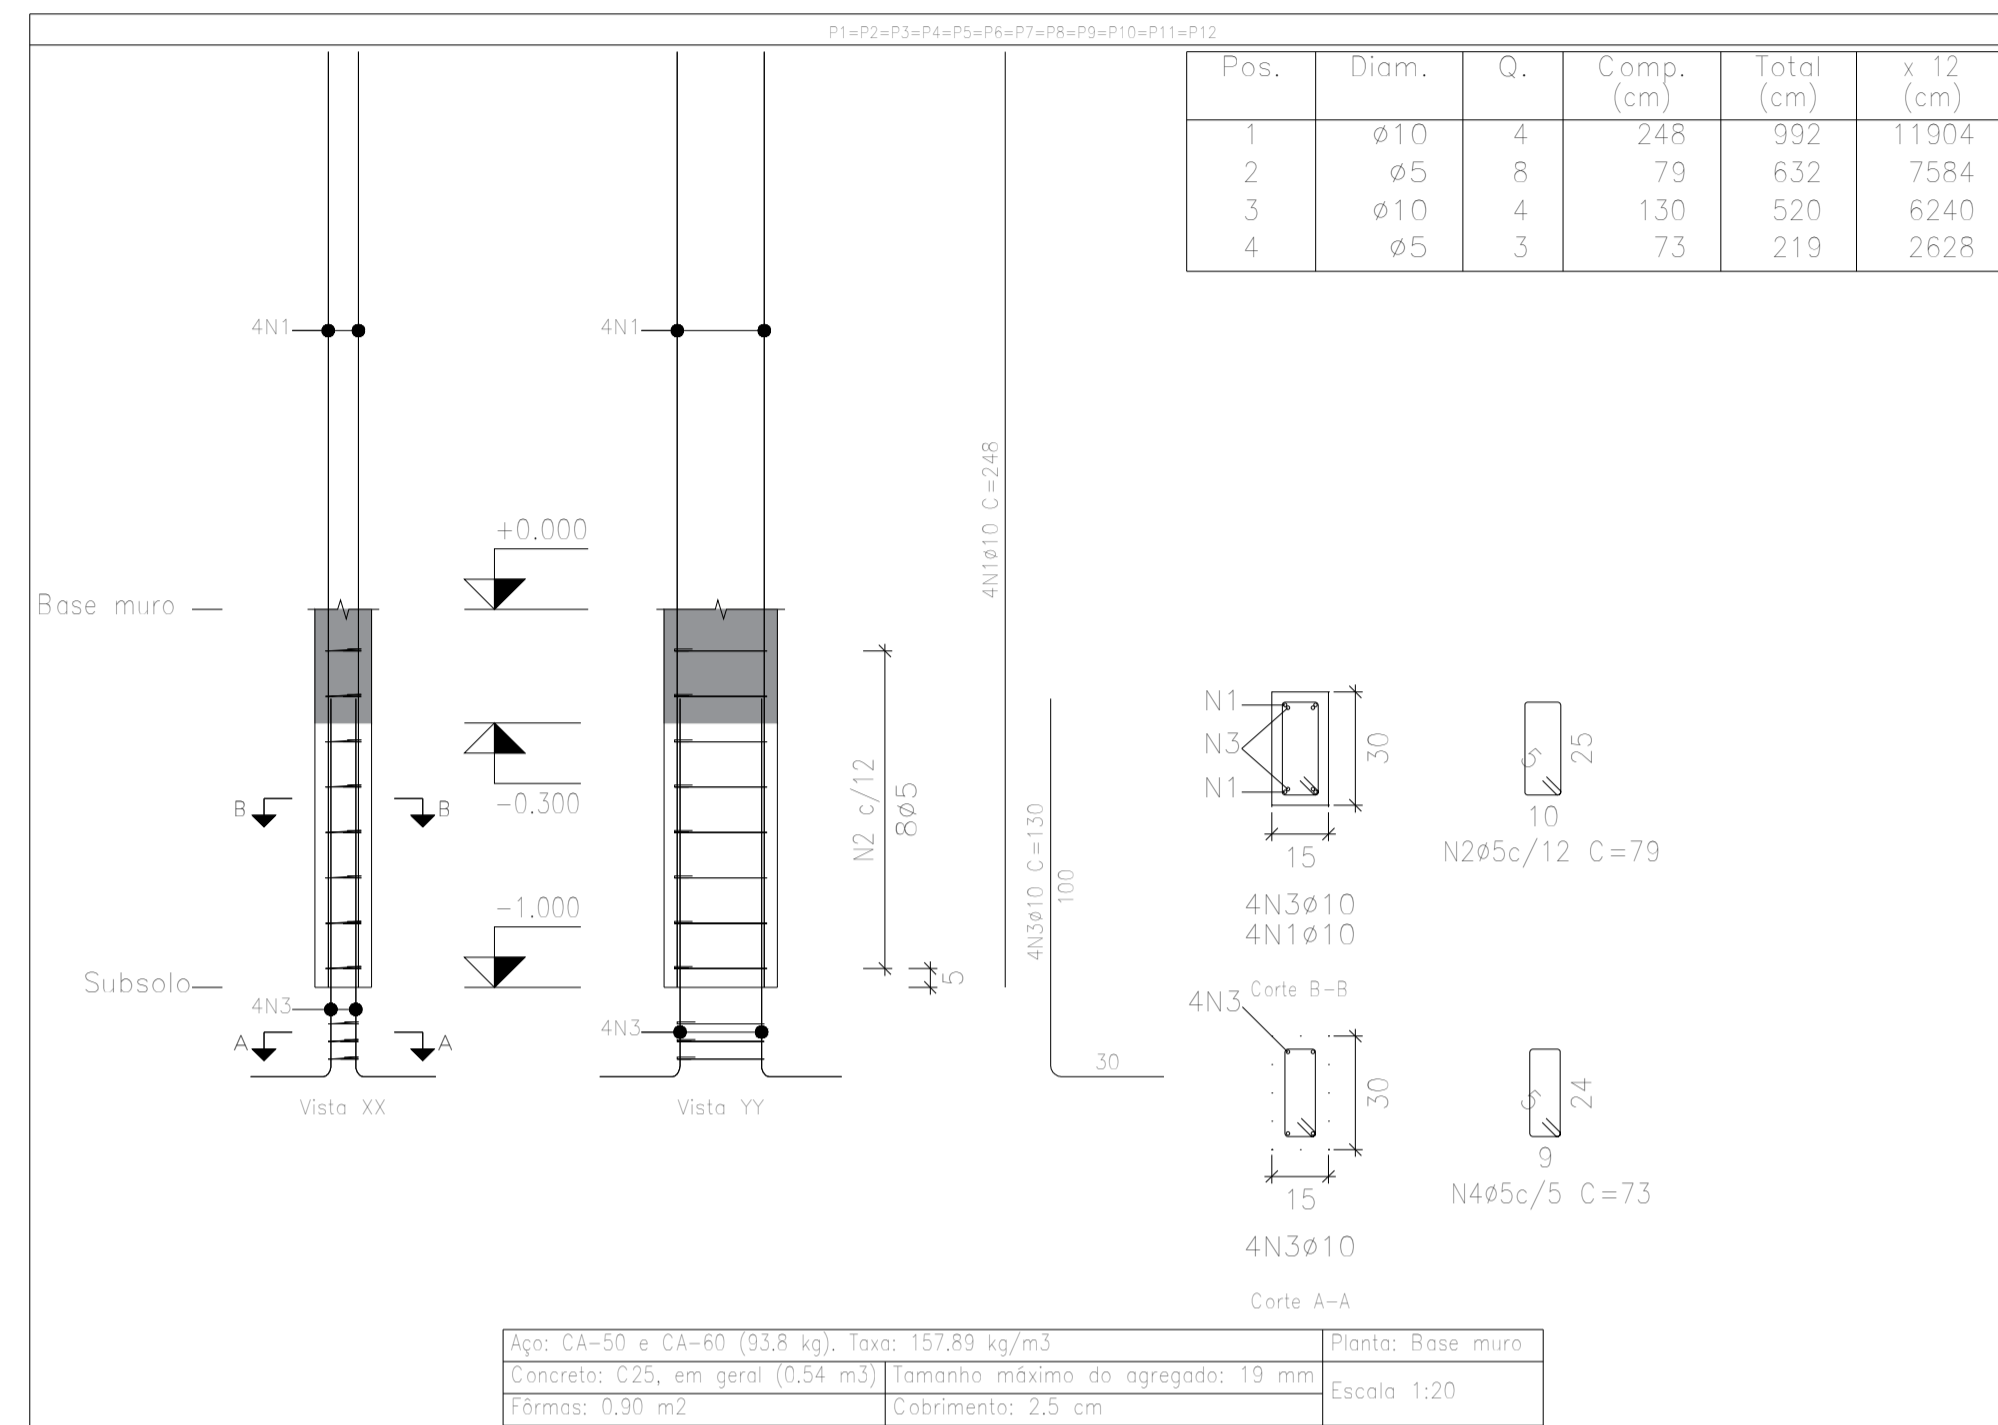 P1=P2=P3=P4=P5=P6=P7=P8=P9=P10=P11=P12
Pos. Diam. Q. Comp. (cm) Total (cm) x 12 (cm)
1 ø10 4 248 992 11904
2 ø5 8 79 632 7584
3 ø10 4 130 520 6240
4 ø5 3 73 219 2628
4N1
4N1
+0.000
Base muro
-0.300
B B
-1.000
Subsolo
4N3
4N3
A A
Vista XX
Vista YY
N2 c/12
8ø5
5
4N1ø10 C=248
4N3ø10 C=130
100
30
N1
N3
N1
30
15
4N3ø10
4N1ø10
Corte B-B
5
25
10
N2ø5c/12 C=79
4N3
30
15
4N3ø10
Corte A-A
5
24
9
N4ø5c/5 C=73
Aço: CA-50 e CA-60 (93.8 kg). Taxa: 157.89 kg/m3
Planta: Base muro
Concreto: C25, em geral (0.54 m3)
Tamanho máximo do agregado: 19 mm
Escala 1:20
Fôrmas: 0.90 m2
Cobrimento: 2.5 cm